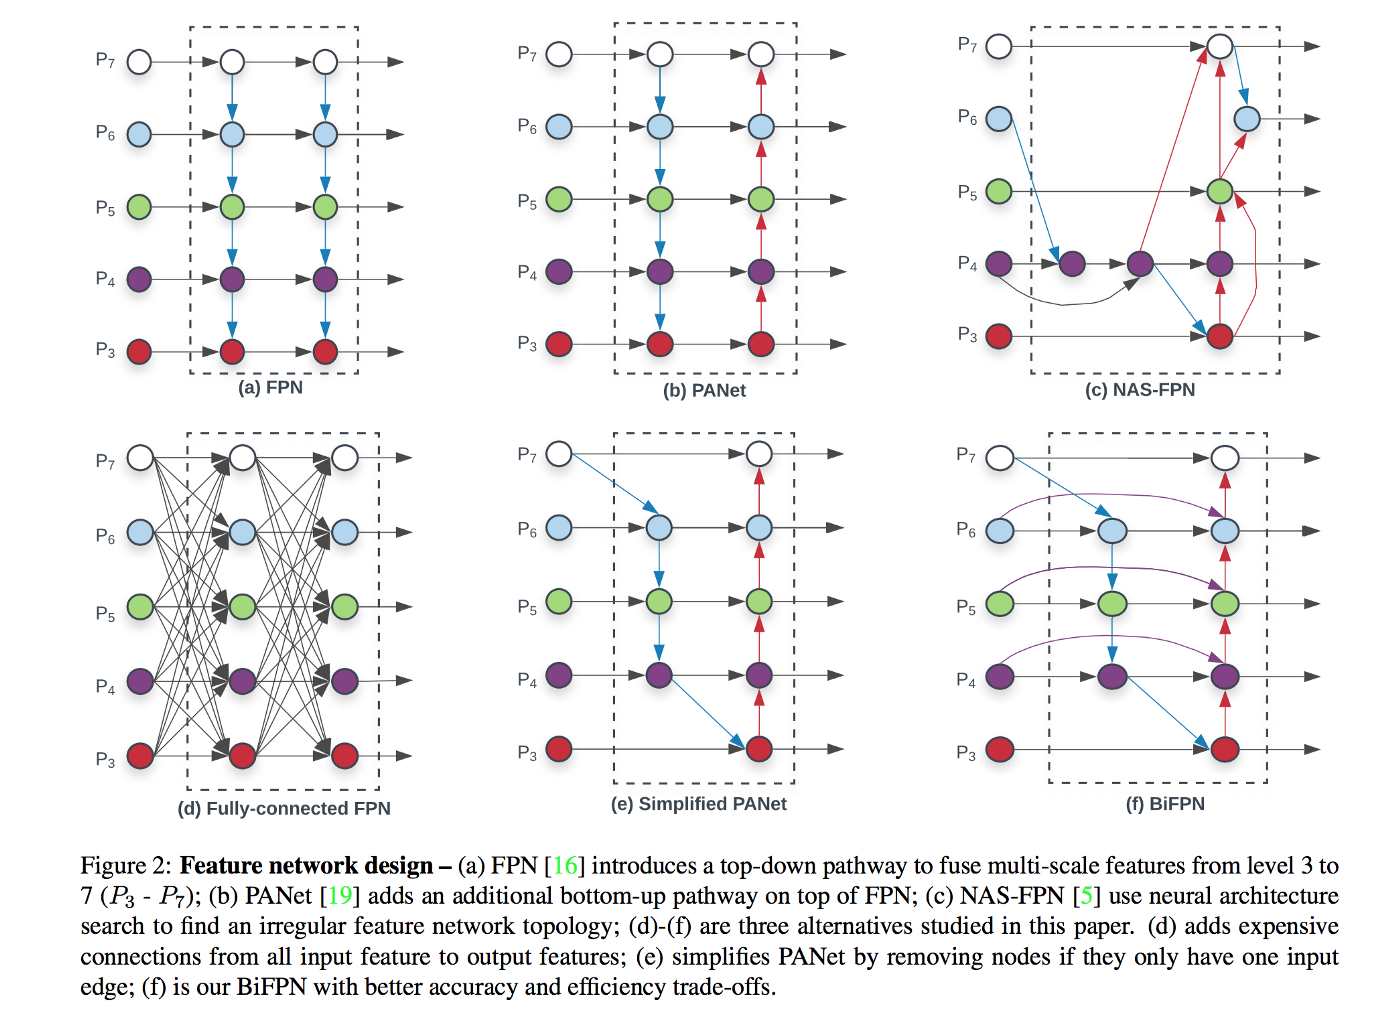 P7
P6
P5
P4
P3
(a) FPN
P7
P6
P5
P4
P3
(b) PANet
P7
P6
P5
P4
P3
(c) NAS-FPN
P7
P6
P5
P4
P3
(d) Fully-connected FPN
P7
P6
P5
P4
P3
(e) Simplified PANet
P7
P6
P5
P4
P3
(f) BiFPN
Figure 2: Feature network design – (a) FPN [16] introduces a top-down pathway to fuse multi-scale features from level 3 to
7 (P3 - P7); (b) PANet [19] adds an additional bottom-up pathway on top of FPN; (c) NAS-FPN [5] use neural architecture
search to find an irregular feature network topology; (d)-(f) are three alternatives studied in this paper. (d) adds expensive
connections from all input feature to output features; (e) simplifies PANet by removing nodes if they only have one input
edge; (f) is our BiFPN with better accuracy and efficiency trade-offs.